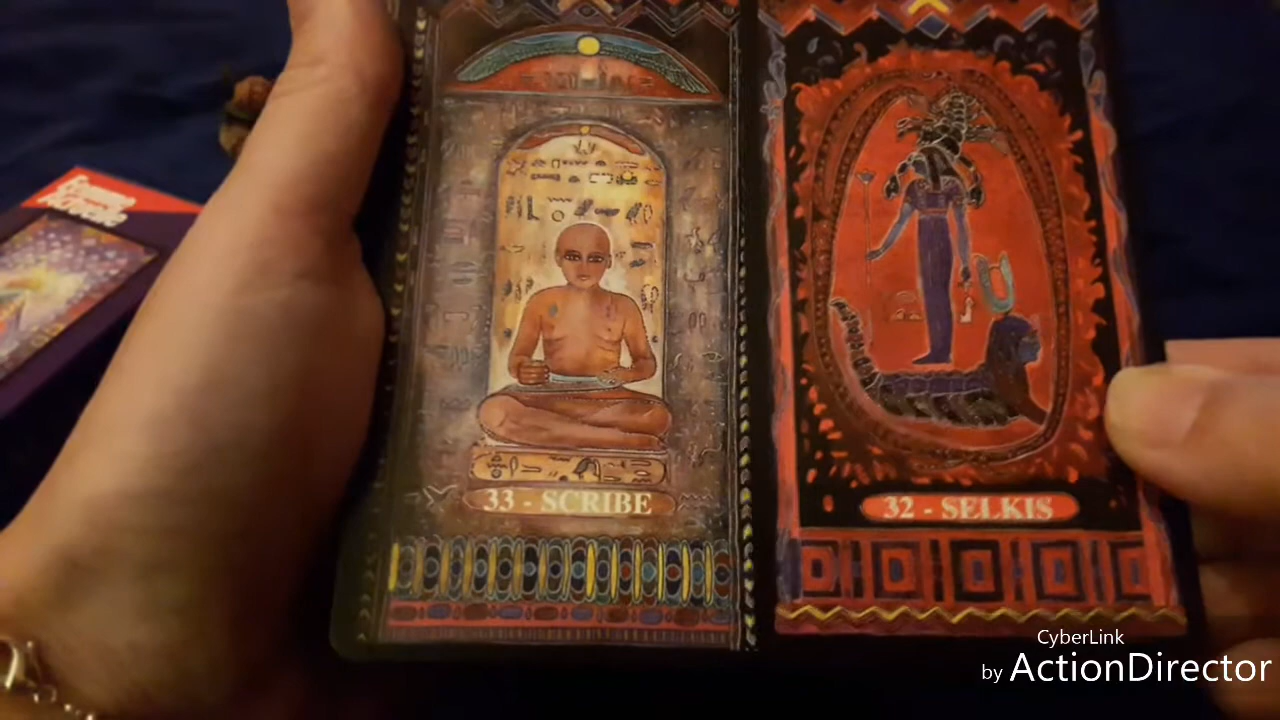 33 - SCRIBE
32 - SELKIS
CyberLink
by ActionDirector